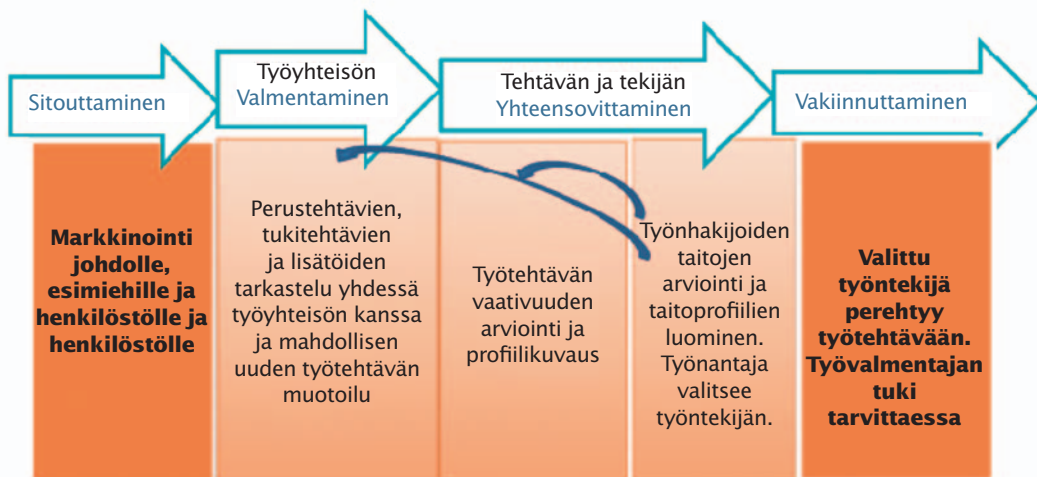 Sitouttaminen
Työyhteisön
Valmentaminen
Tehtävän ja tekijän
Yhteensovittaminen
Vakiinnuttaminen
Markkinointi
johdolle,
esimiehille ja
henkilöstölle ja
henkilöstölle
Perustehtävien,
tukitehtävien
ja lisätöiden
tarkastelu yhdessä
työyhteisön kanssa
ja mahdollisen
uuden työtehtävän
muotoilu
Työtehtävän
vaativuuden
arviointi ja
profiilikuvaus
Työnhakijoiden
taitojen
arviointi ja
taitoprofiilien
luominen.
Työnantaja
valitsee
työntekijän.
Valittu
työntekijä
perehtyy
työtehtävään.
Työvalmentajan
tuki
tarvittaessa